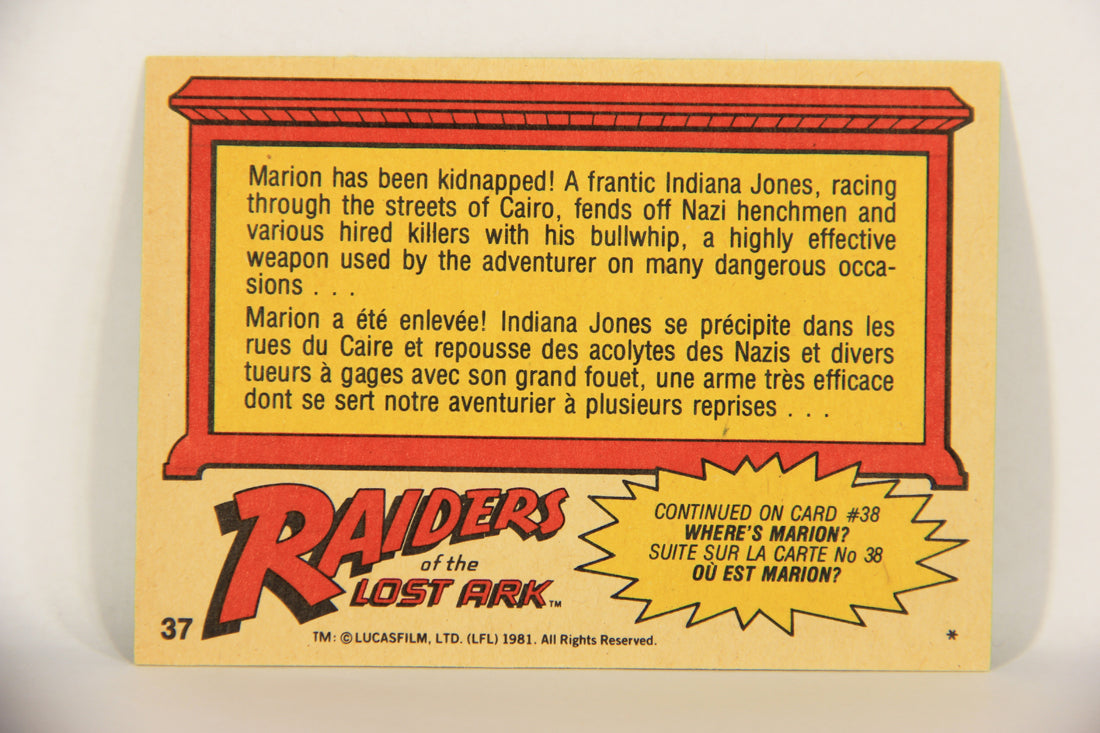 Marion has been kidnapped! A frantic Indiana Jones, racing
through the streets of Cairo, fends off Nazi henchmen and
various hired killers with his bullwhip, a highly effective
weapon used by the adventurer on many dangerous occa-
sions . . .
Marion a été enlevée! Indiana Jones se précipite dans les
rues du Caire et repousse des acolytes des Nazis et divers
tueurs à gages avec son grand fouet, une arme très efficace
dont se sert notre aventurier à plusieurs reprises . . .
RAIDERS
of the
LOST ARK™
CONTINUED ON CARD #38
WHERE'S MARION?
SUITE SUR LA CARTE No 38
OÙ EST MARION?
37
TM: © LUCASFILM, LTD. (LFL) 1981. All Rights Reserved.
*